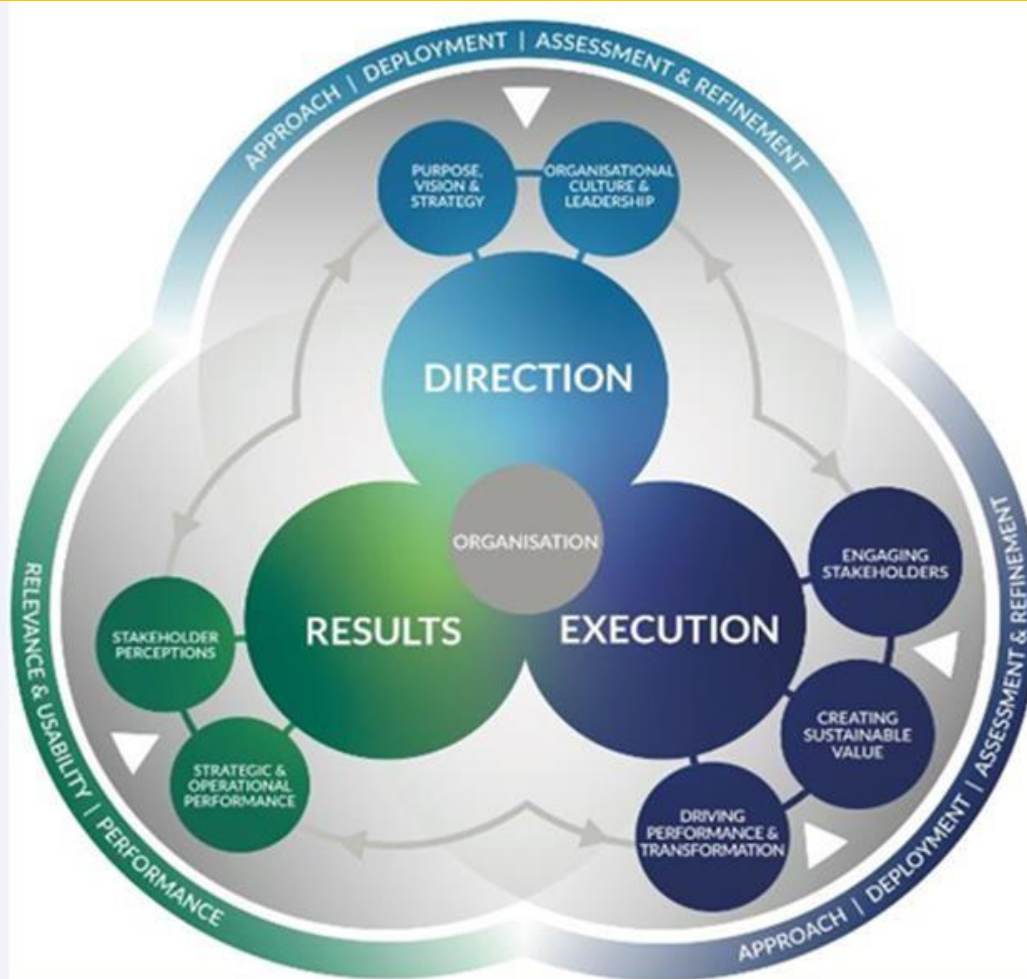 APPROACH | DEPLOYMENT | ASSESSMENT & REFINEMENT
PURPOSE,
VISION &
STRATEGY
ORGANISATIONAL
CULTURE &
LEADERSHIP
DIRECTION
ORGANISATION
RESULTS
EXECUTION
ENGAGING
STAKEHOLDERS
CREATING
SUSTAINABLE
VALUE
DRIVING
PERFORMANCE &
TRANSFORMATION
STAKEHOLDER
PERCEPTIONS
STRATEGIC &
OPERATIONAL
PERFORMANCE
RELEVANCE & USABILITY | PERFORMANCE
APPROACH | DEPLOYMENT | ASSESSMENT & REFINEMENT